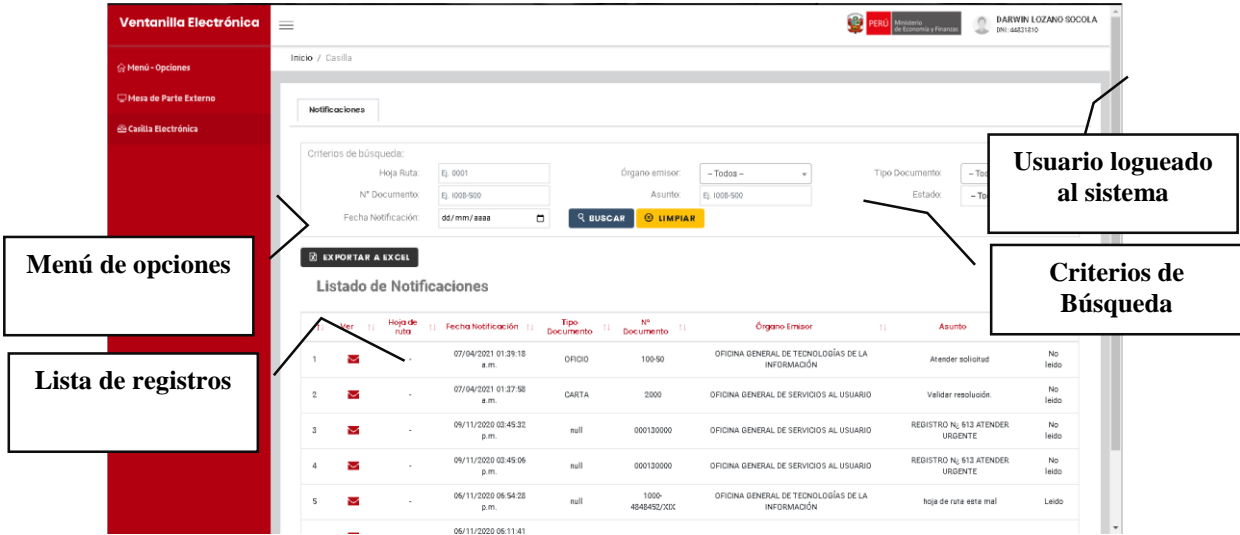 Ventanilla Electrónica
PERÚ Ministerio de Economía y Finanzas
DARWIN LOZANO SOCOLA
DNI: 44831810
Menú - Opciones
Mesa de Parte Externo
Casilla Electrónica
Inicio / Casilla
Notificaciones
Criterios de búsqueda:
Hoja Ruta: Ej. 0001 Órgano emisor: – Todos – Tipo Documento:
N° Documento: Ej. 1008-500 Asunto: Ej. 1008-500 Estado:
Fecha Notificación: dd/mm/aaaa BUSCAR LIMPIAR
EXPORTAR A EXCEL
Listado de Notificaciones
Ver Hoja de ruta Fecha Notificación Tipo Documento N° Documento Órgano Emisor Asunto
1 - 07/04/2021 01:39:18 a.m. OFICIO 100-50 OFICINA GENERAL DE TECNOLOGÍAS DE LA INFORMACIÓN Atender solicitud No leido
2 - 07/04/2021 01:37:58 a.m. CARTA 2000 OFICINA GENERAL DE SERVICIOS AL USUARIO Validar resolución. No leido
3 - 09/11/2020 03:45:32 p.m. null 000130000 OFICINA GENERAL DE SERVICIOS AL USUARIO REGISTRO N¿ 613 ATENDER URGENTE No leido
4 - 09/11/2020 03:45:06 p.m. null 000130000 OFICINA GENERAL DE SERVICIOS AL USUARIO REGISTRO N¿ 613 ATENDER URGENTE No leido
5 - 06/11/2020 06:54:28 p.m. null 1000-4848492/XIX OFICINA GENERAL DE TECNOLOGÍAS DE LA INFORMACIÓN hoja de ruta esta mal Leido
06/11/2020 05:11:41
Usuario logueado
al sistema
Criterios de
Búsqueda
Menú de opciones
Lista de registros